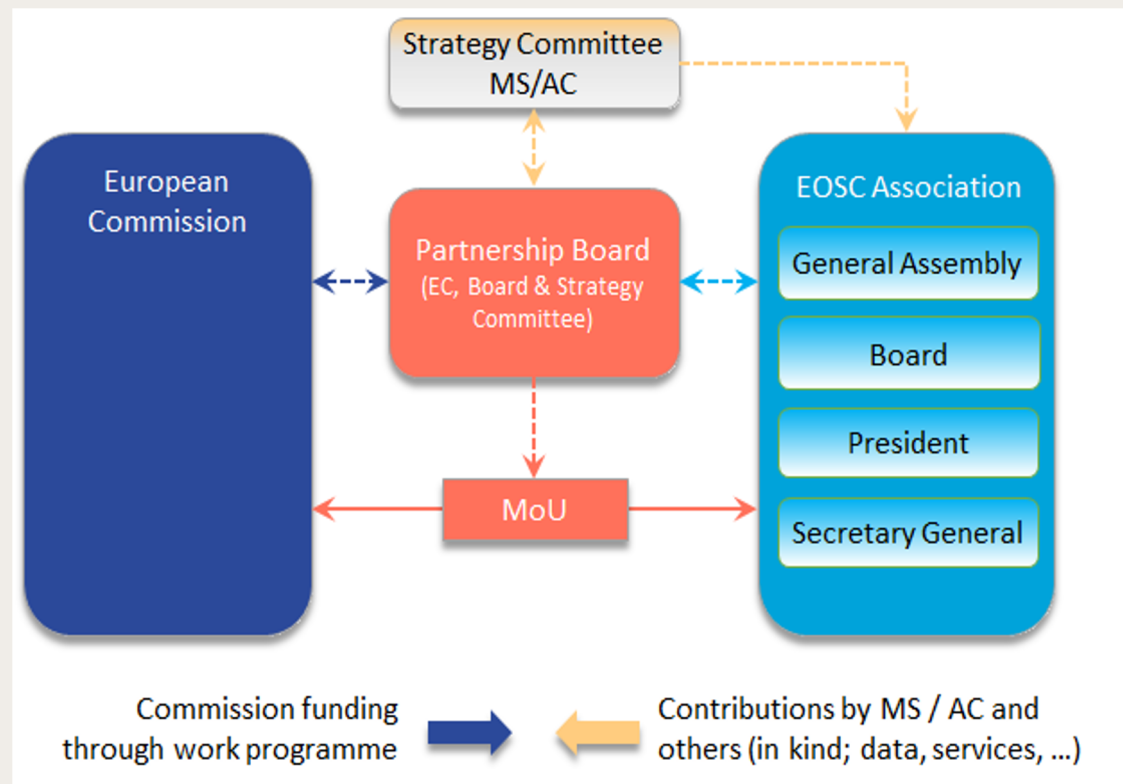 Strategy Committee
MS/AC
European
Commission
Partnership Board
(EC, Board & Strategy
Committee)
MoU
EOSC Association
General Assembly
Board
President
Secretary General
Commission funding
through work programme
Contributions by MS / AC and
others (in kind; data, services, ...)